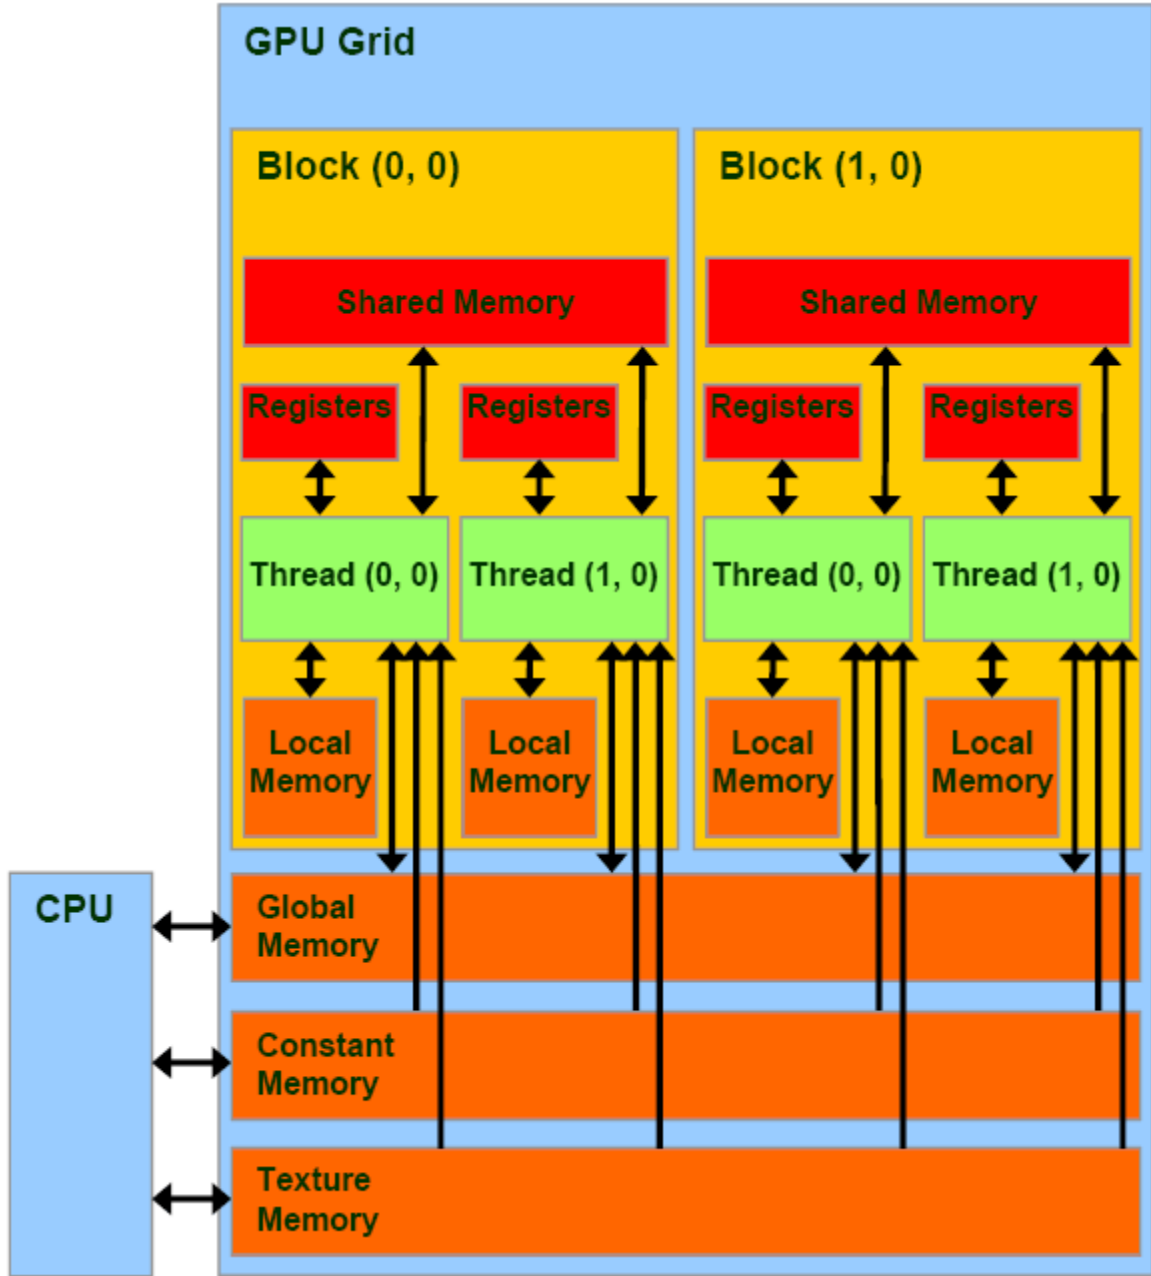 GPU Grid
Block (0, 0)
Block (1, 0)
Shared Memory
Shared Memory
Registers
Registers
Registers
Registers
Thread (0, 0)
Thread (1, 0)
Thread (0, 0)
Thread (1, 0)
Local
Memory
Local
Memory
Local
Memory
Local
Memory
CPU
Global
Memory
Constant
Memory
Texture
Memory